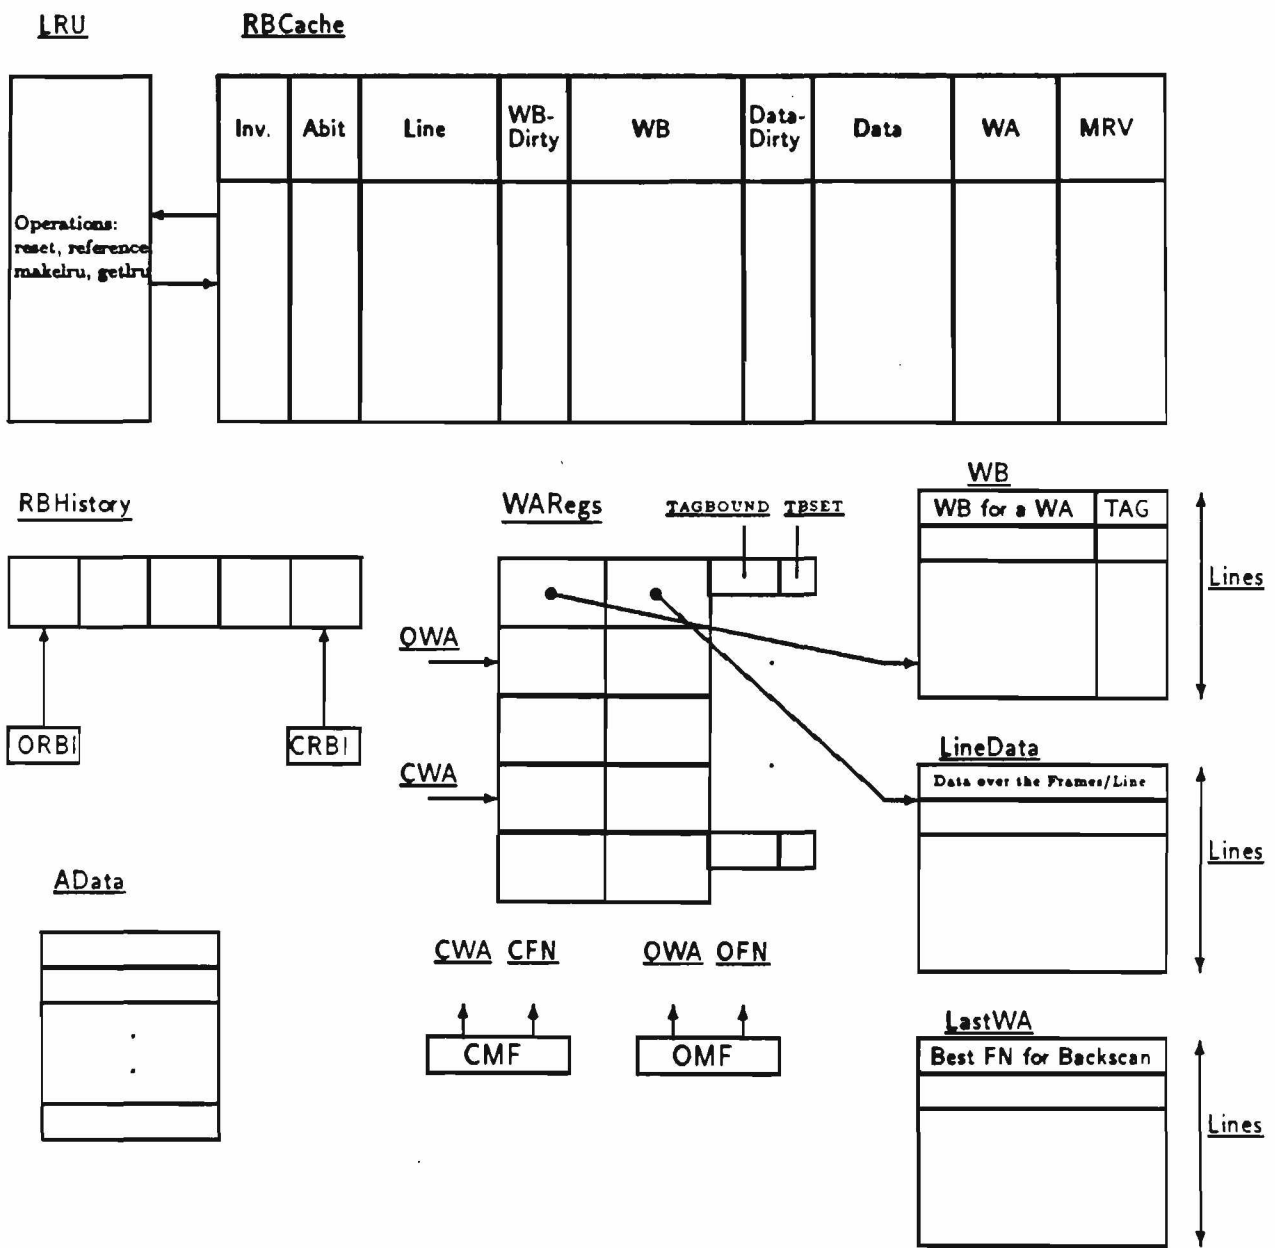 LRU
RBCache
Inv.
Abit
Line
WB-
Dirty
WB
Data-
Dirty
Data
WA
MRV
Operations:
reset, reference
makelru, getlru
RBHistory
WARegs
TAGBOUND
TBSET
WB
WB for a WA
TAG
Lines
OWA
ORBI
CRBI
CWA
LineData
Data over the Frames/Line
Lines
AData
CWA CFN
OWA OFN
CMF
OMF
LastWA
Best FN for Backscan
Lines